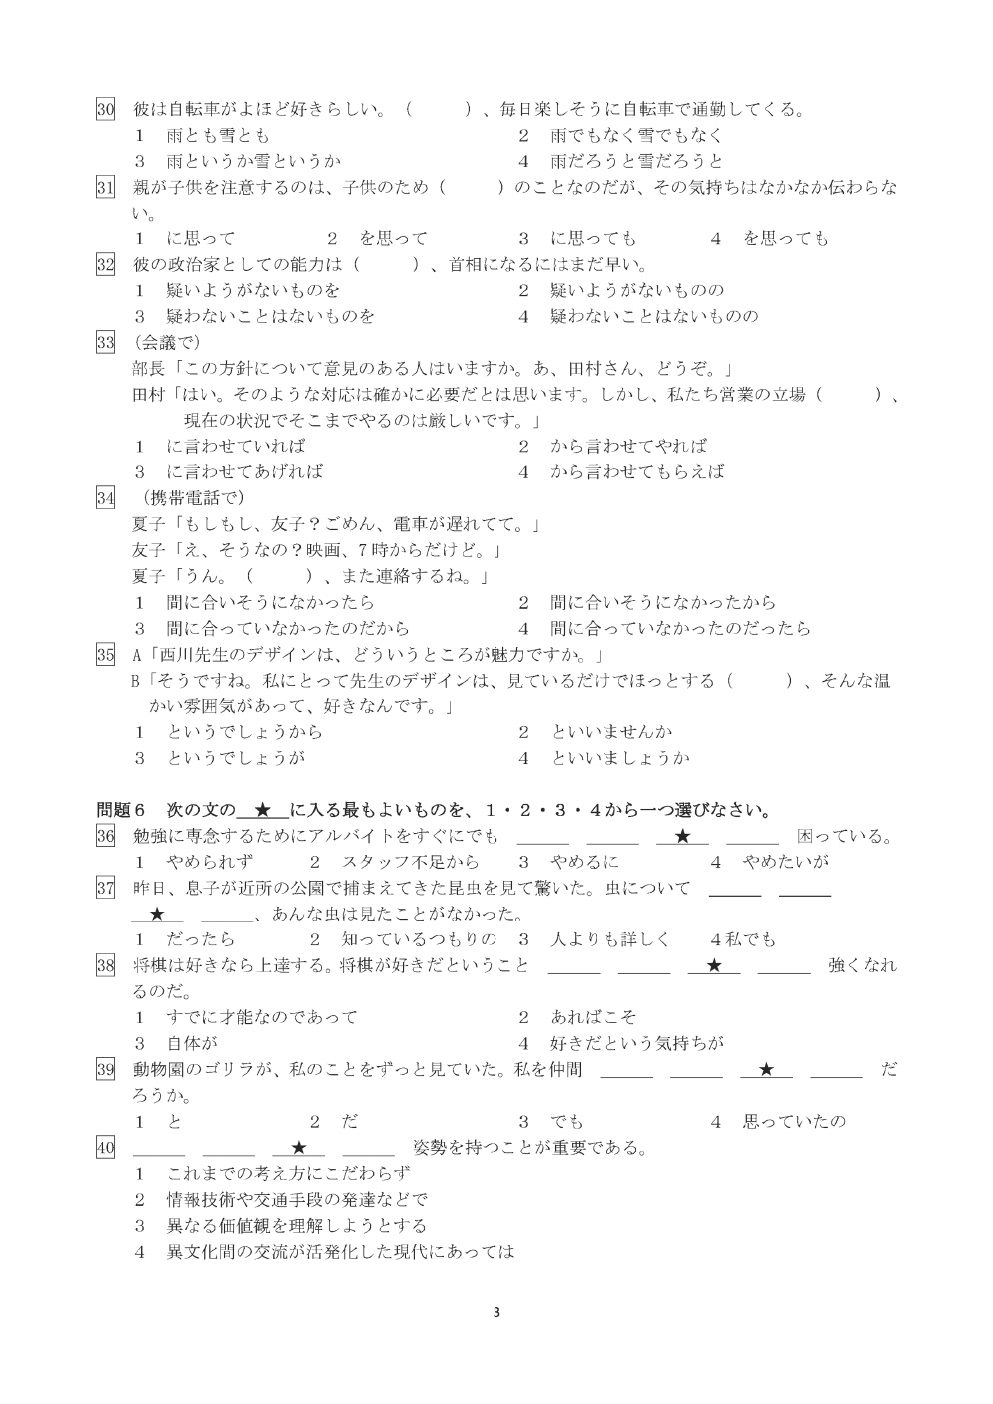 30 彼は自転車がよほど好きらしい。（　　　）、毎日楽しそうに自転車で通勤してくる。
1　雨とも雪とも　　2　雨でもなく雪でもなく
3　雨というか雪というか　　4　雨だろうと雪だろうと
31 親が子供を注意するのは、子供のため（　　　）のことなのだが、その気持ちはなかなか伝わらな
い。
1　に思って　　2　を思って　　3　に思っても　　4　を思っても
32 彼の政治家としての能力は（　　　）、首相になるにはまだ早い。
1　疑いようがないものを　　2　疑いようがないものの
3　疑わないことはないものを　　4　疑わないことはないものの
33 （会議で）
部長「この方針について意見のある人はいますか。あ、田村さん、どうぞ。」
田村「はい。そのような対応は確かに必要だとは思います。しかし、私たち営業の立場（　　　）、
現在の状況でそこまでやるのは厳しいです。」
1　に言わせていれば　　2　から言わせてやれば
3　に言わせてあげれば　　4　から言わせてもらえば
34 （携帯電話で）
夏子「もしもし、友子？ごめん、電車が遅れてて。」
友子「え、そうなの？映画、7時からだけど。」
夏子「うん。（　　　）、また連絡するね。」
1　間に合いそうになかったら　　2　間に合いそうになかったから
3　間に合っていなかったのだから　　4　間に合っていなかったのだったら
35 A「西川先生のデザインは、どういうところが魅力ですか。」
B「そうですね。私にとって先生のデザインは、見ているだけでほっとする（　　　）、そんな温
かい雰囲気があって、好きなんです。」
1　というでしょうから　　2　といいませんか
3　というでしょうが　　4　といいましょうか
問題６　次の文の＿★＿に入る最もよいものを、１・２・３・４から一つ選びなさい。
36 勉強に専念するためにアルバイトをすぐにでも　＿＿＿　＿＿＿　＿★＿　＿＿＿　困っている。
1　やめられず　　2　スタッフ不足から　　3　やめるに　　4　やめたいが
37 昨日、息子が近所の公園で捕まえてきた昆虫を見て驚いた。虫について　＿＿＿　＿＿＿
＿★＿　＿＿＿、あんな虫は見たことがなかった。
1　だったら　　2　知っているつもりの　　3　人よりも詳しく　　4私でも
38 将棋は好きなら上達する。将棋が好きだということ　＿＿＿　＿＿＿　＿★＿　＿＿＿　強くなれ
るのだ。
1　すでに才能なのであって　　2　あればこそ
3　自体が　　4　好きだという気持ちが
39 動物園のゴリラが、私のことをずっと見ていた。私を仲間　＿＿＿　＿＿＿　＿★＿　＿＿＿　だ
ろうか。
1　と　　2　だ　　3　でも　　4　思っていたの
40 ＿＿＿　＿＿＿　＿★＿　＿＿＿　姿勢を持つことが重要である。
1　これまでの考え方にこだわらず
2　情報技術や交通手段の発達などで
3　異なる価値観を理解しようとする
4　異文化間の交流が活発化した現代にあっては
3